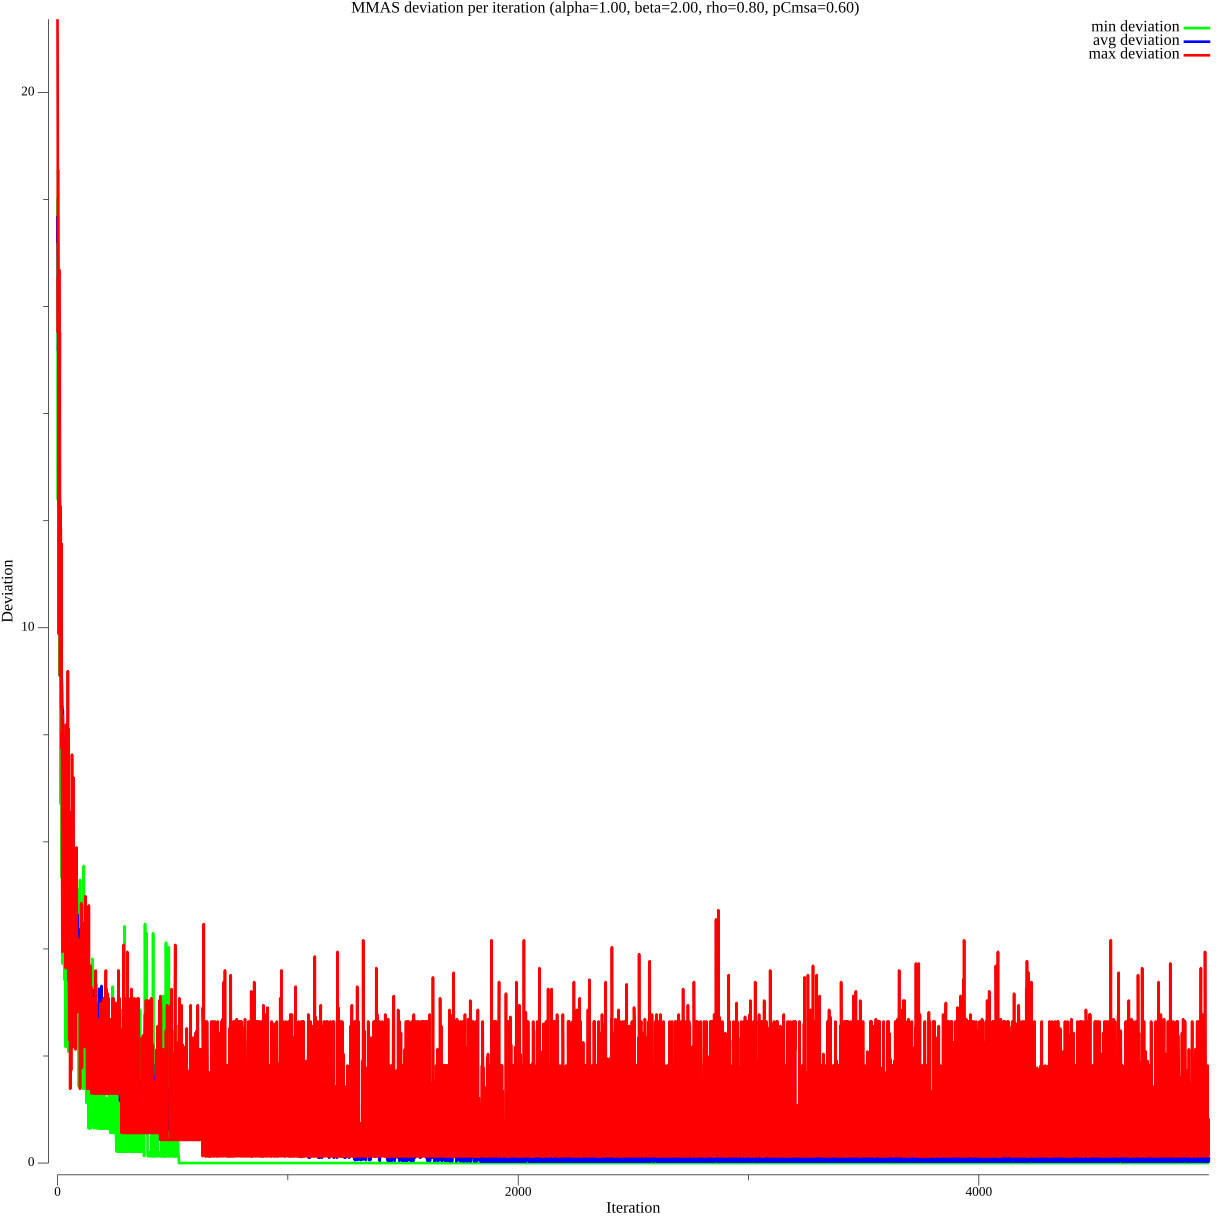 MMAS deviation per iteration (alpha=1.00, beta=2.00, rho=0.80, pCmsa=0.60)
min deviation
avg deviation
max deviation
20
10
0
Deviation
0
2000
4000
Iteration